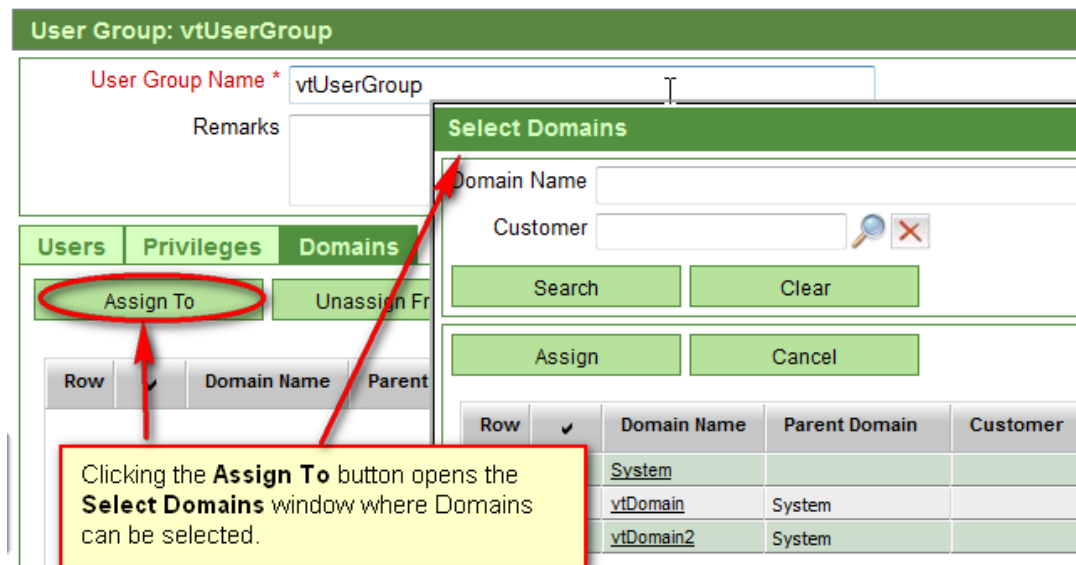 User Group: vtUserGroup
User Group Name * vtUserGroup
Remarks
Select Domains
Domain Name
Customer
Search Clear
Assign Cancel
Row Domain Name Parent Domain Customer
System
vtDomain System
vtDomain2 System
Users Privileges Domains
Assign To Unassign Fr
Row Domain Name Parent
Clicking the Assign To button opens the
Select Domains window where Domains
can be selected.